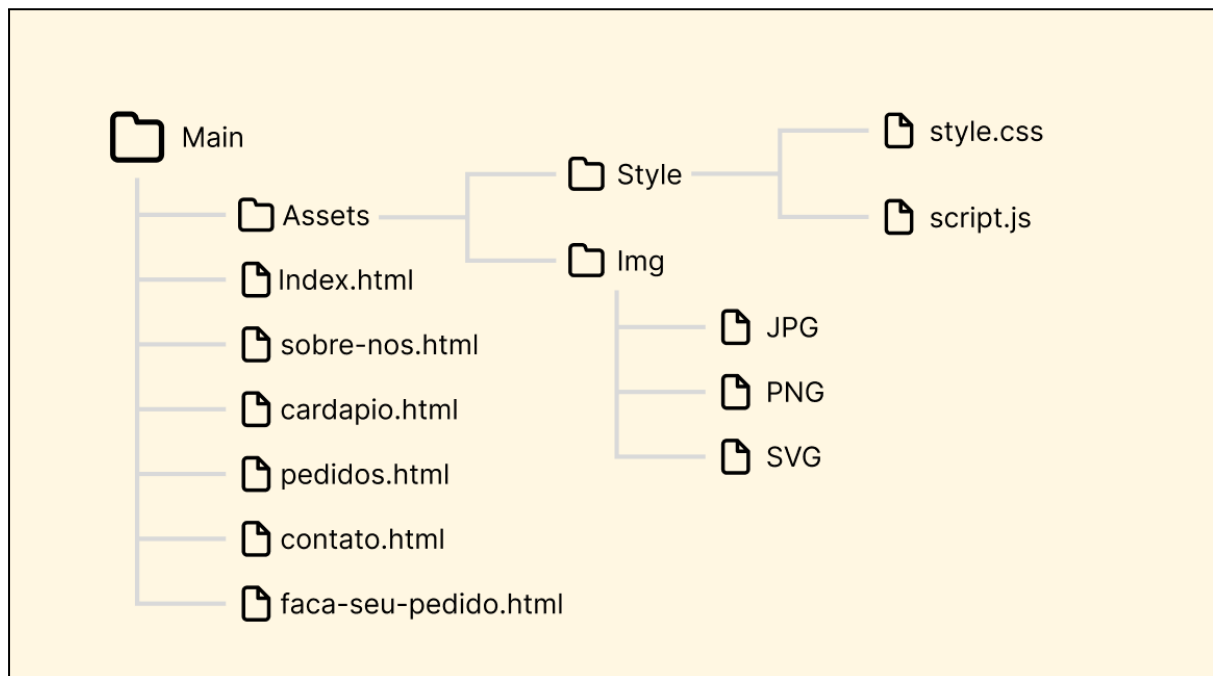 Main
Assets
Style
style.css
script.js
Img
JPG
PNG
SVG
Index.html
sobre-nos.html
cardapio.html
pedidos.html
contato.html
faca-seu-pedido.html